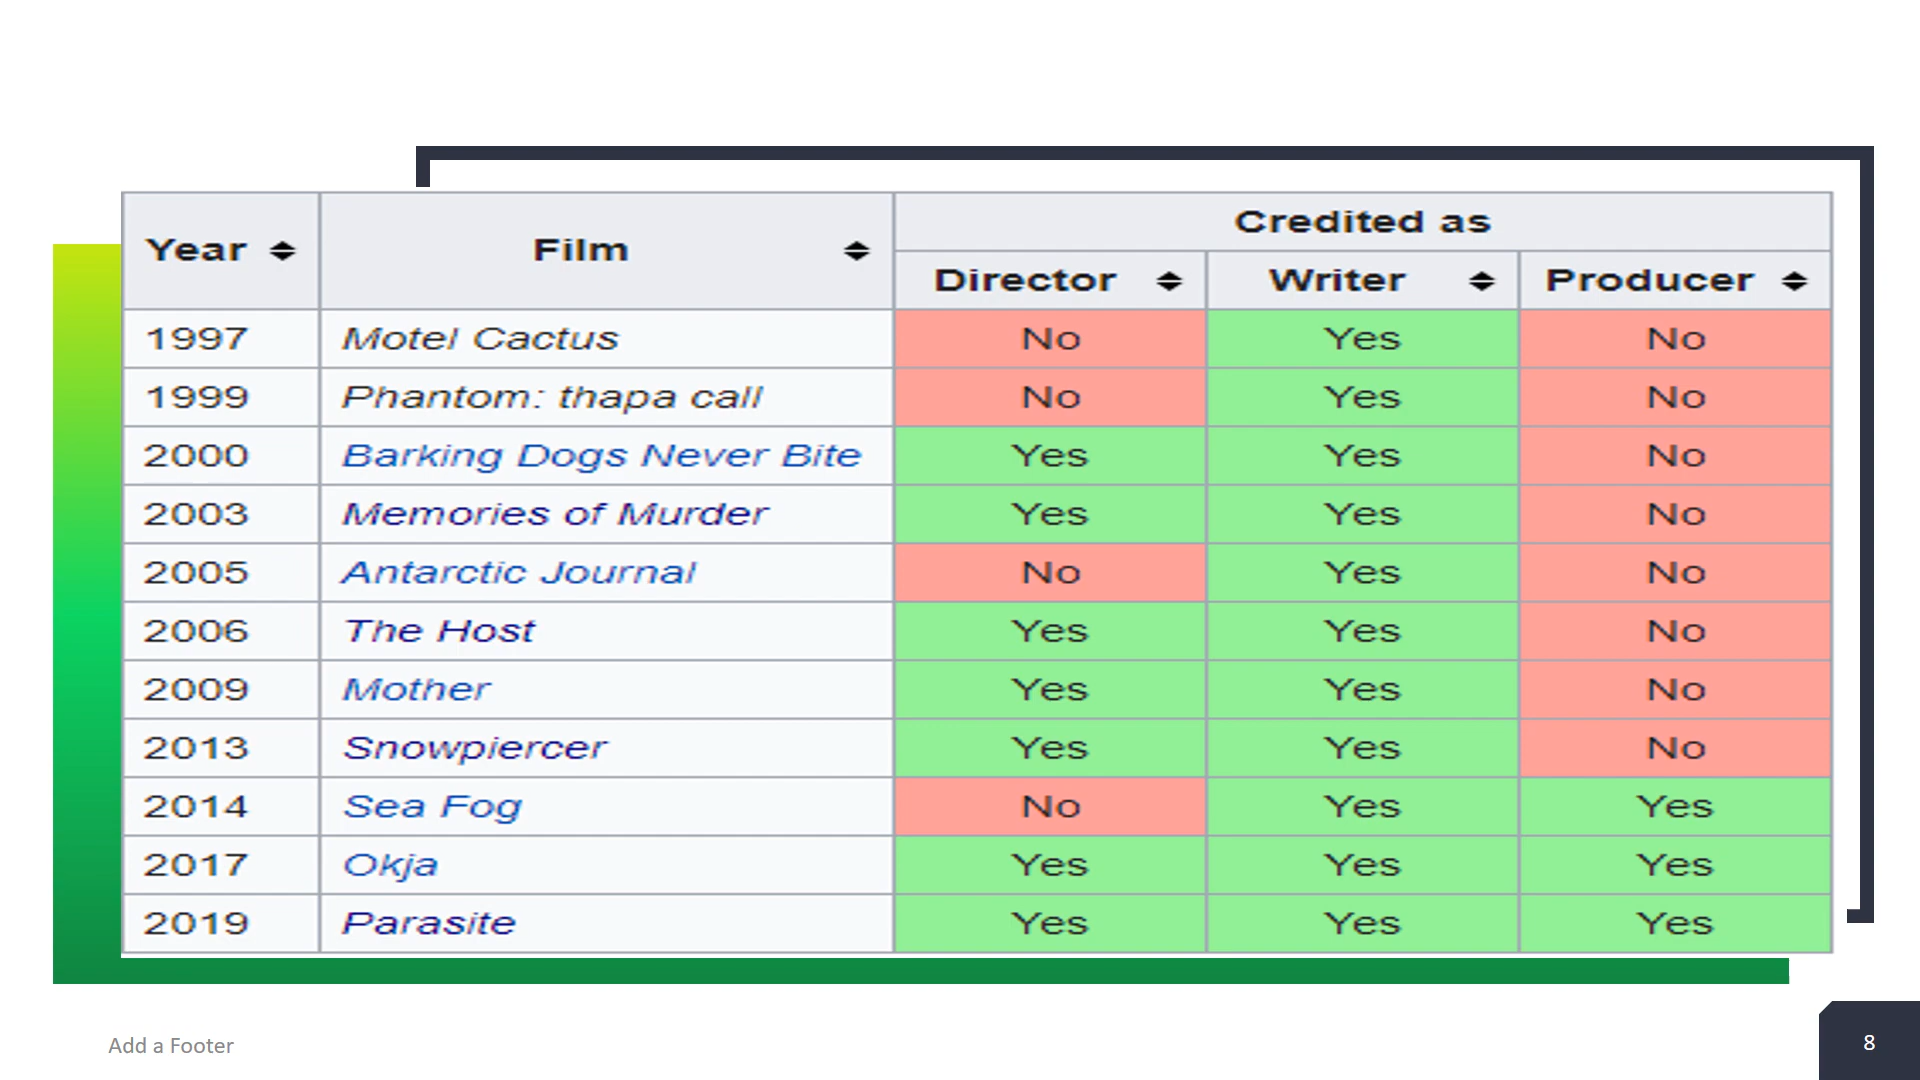 Credited as
Year Film
Director Writer Producer
1997 Motel Cactus No Yes No
1999 Phantom: thapa call No Yes No
2000 Barking Dogs Never Bite Yes Yes No
2003 Memories of Murder Yes Yes No
2005 Antarctic Journal No Yes No
2006 The Host Yes Yes No
2009 Mother Yes Yes No
2013 Snowpiercer Yes Yes No
2014 Sea Fog No Yes Yes
2017 Okja Yes Yes Yes
2019 Parasite Yes Yes Yes
Add a Footer
8